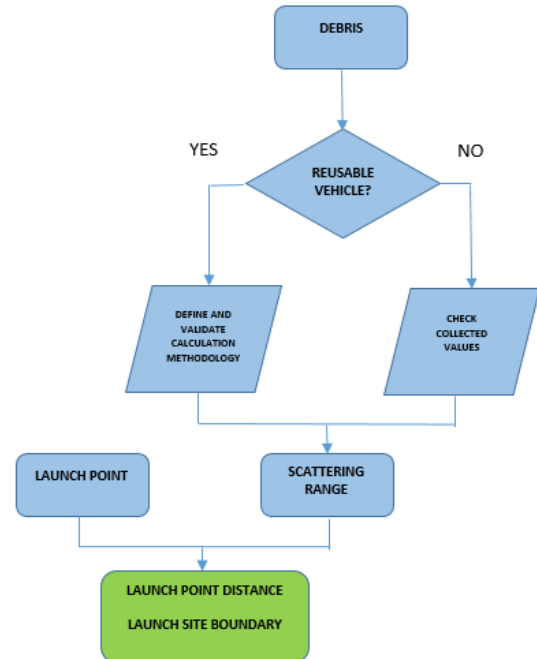 DEBRIS
YES
NO
REUSABLE
VEHICLE?
DEFINE AND
VALIDATE
CALCULATION
METHODOLOGY
CHECK
COLLECTED
VALUES
LAUNCH POINT
SCATTERING
RANGE
LAUNCH POINT DISTANCE
LAUNCH SITE BOUNDARY